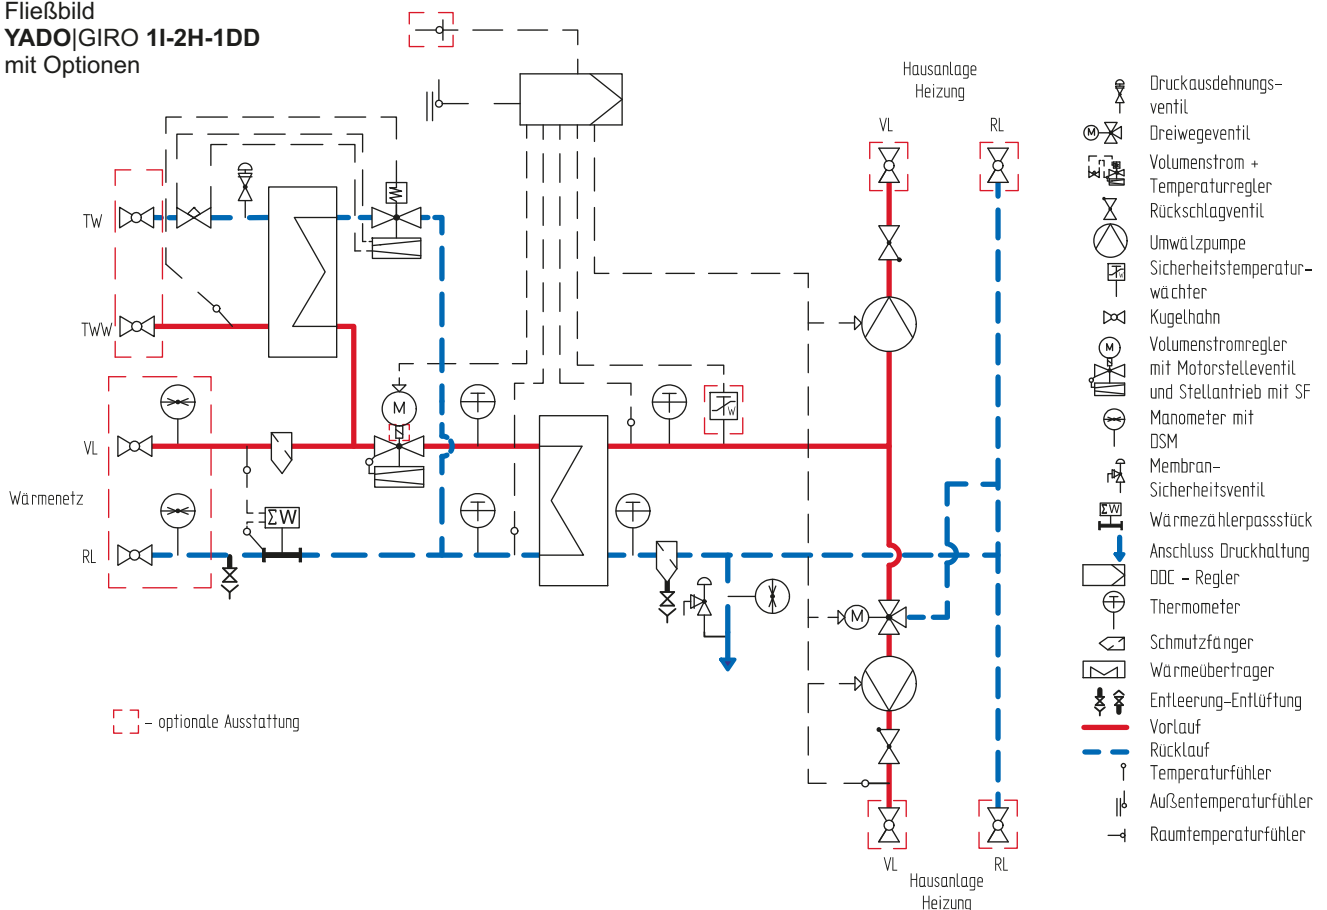 Fließbild
YADO|GIRO 1I-2H-1DD
mit Optionen
Hausanlage
Heizung
VL
RL
TW
TWW
VL
Wärmenetz
RL
M
T
T
W
ΣW
T
T
M
- optionale Ausstattung
VL
RL
Hausanlage
Heizung
Druckausdehnungs-
ventil
M
Dreiwegeventil
Volumenstrom +
Temperaturregler
Rückschlagventil
Umwälzpumpe
W
Sicherheitstemperatur-
wächter
Kugelhahn
M
Volumenstromregler
mit Motorstelleventil
und Stellantrieb mit SF
Manometer mit
DSM
Membran-
Sicherheitsventil
ΣW
Wärmezählerpassstück
Anschluss Druckhaltung
DDC - Regler
T
Thermometer
Schmutzfänger
Wärmeübertrager
Entleerung-Entlüftung
Vorlauf
Rücklauf
Temperaturfühler
Außentemperaturfühler
Raumtemperaturfühler